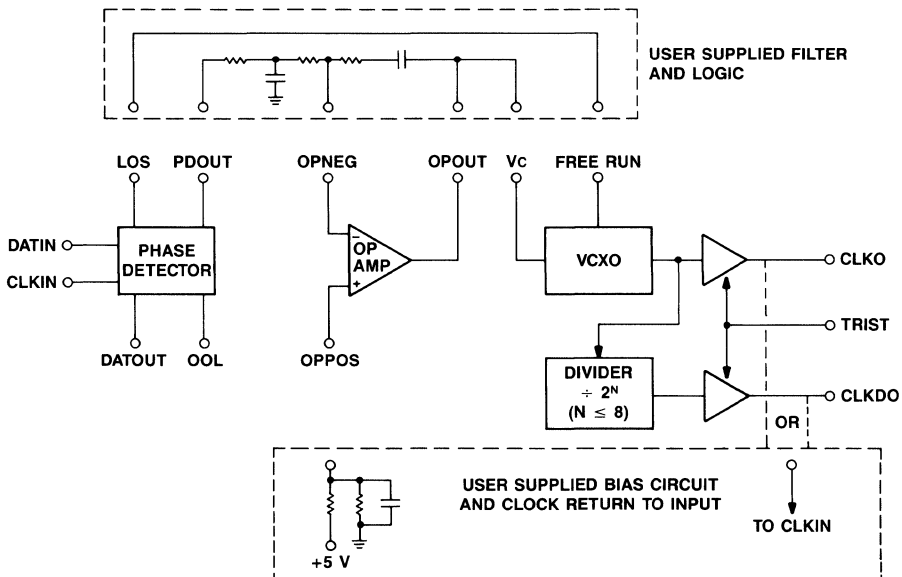 USER SUPPLIED FILTER
AND LOGIC
LOS PDOUT OPNEG OPOUT Vc FREE RUN
DATIN
CLKIN
PHASE
DETECTOR
− OP
AMP
+
VCXO
CLKO
TRIST
DATOUT OOL OPPOS
DIVIDER
÷ 2ᴺ
(N ≤ 8)
CLKDO
OR
USER SUPPLIED BIAS CIRCUIT
AND CLOCK RETURN TO INPUT
TO CLKIN
+5 V